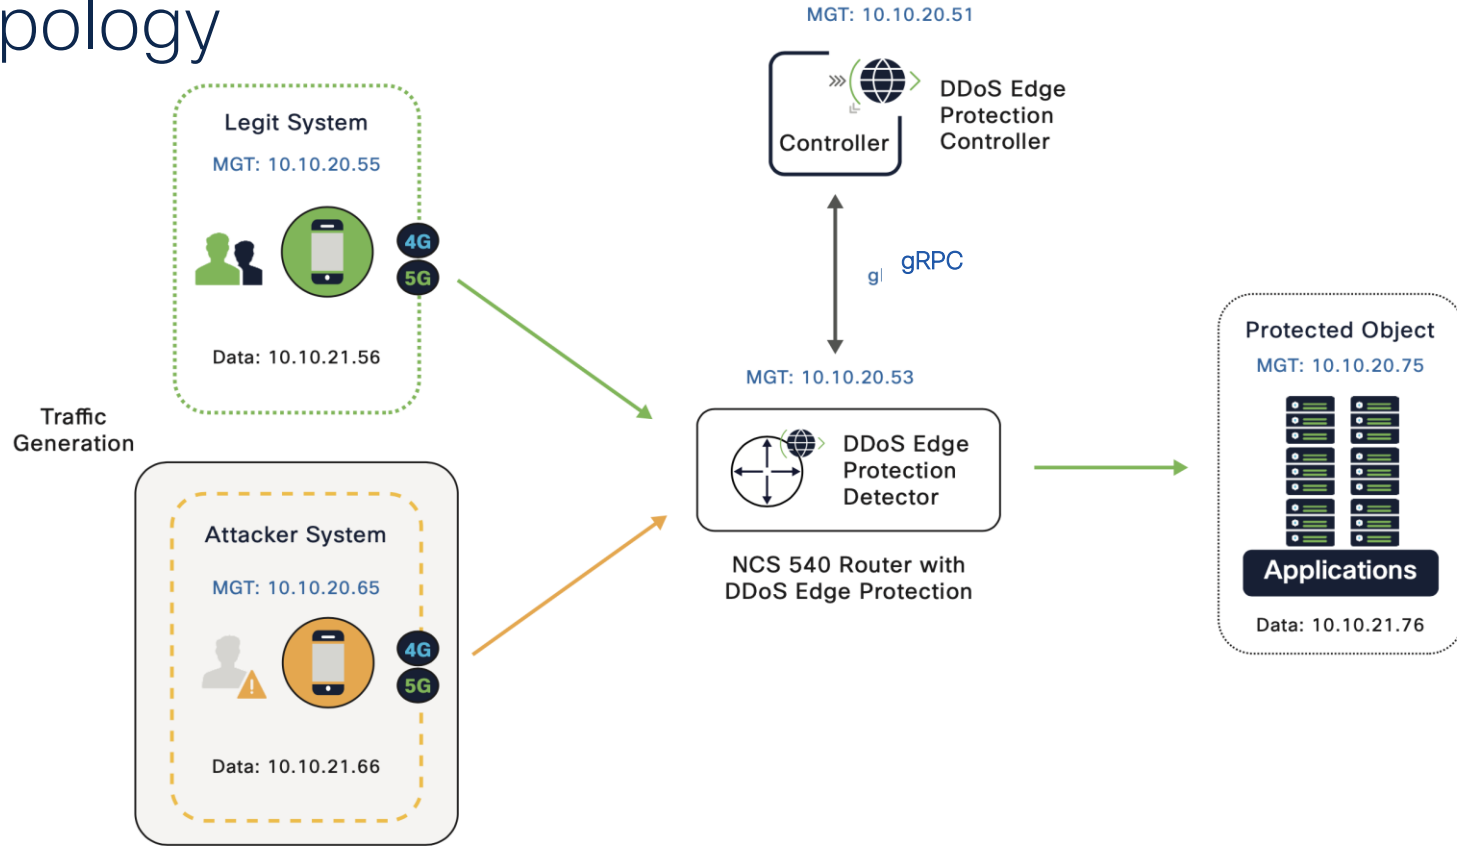 pology
MGT: 10.10.20.51
Controller
DDoS Edge
Protection
Controller
Legit System
MGT: 10.10.20.55
4G
5G
Data: 10.10.21.56
g
gRPC
Traffic
Generation
MGT: 10.10.20.53
DDoS Edge
Protection
Detector
NCS 540 Router with
DDoS Edge Protection
Attacker System
MGT: 10.10.20.65
!
4G
5G
Data: 10.10.21.66
Protected Object
MGT: 10.10.20.75
Applications
Data: 10.10.21.76